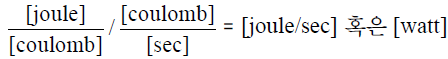 [joule]/[coulomb] / [coulomb]/[sec] = [joule/sec] 혹은 [watt]